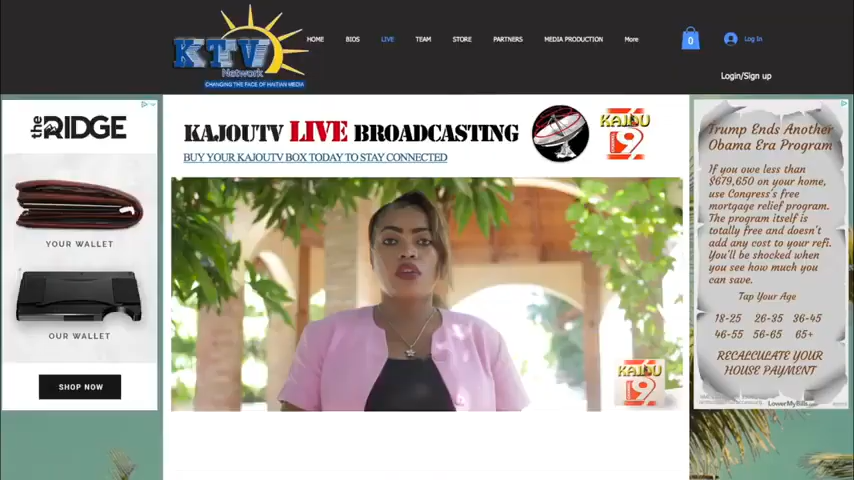 KTV
Network
CHANGING THE FACE OF HAITIAN MEDIA
HOME BIOS LIVE TEAM STORE PARTNERS MEDIA PRODUCTION More
0
Log In
Login/Sign up
the RIDGE
YOUR WALLET
OUR WALLET
SHOP NOW
KAJOUTV LIVE BROADCASTING
BUY YOUR KAJOUTV BOX TODAY TO STAY CONNECTED
KAJOU
9
KAJOU
9
Trump Ends Another
Obama Era Program
If you owe less than
$679,650 on your home,
use Congress's free
mortgage relief program.
The program itself is
totally free and doesn't
add any cost to your refi.
You'll be shocked when
you see how much you
can save.
Tap Your Age
18-25 26-35 36-45
46-55 56-65 65+
RECALCULATE YOUR
HOUSE PAYMENT
LowerMyBills